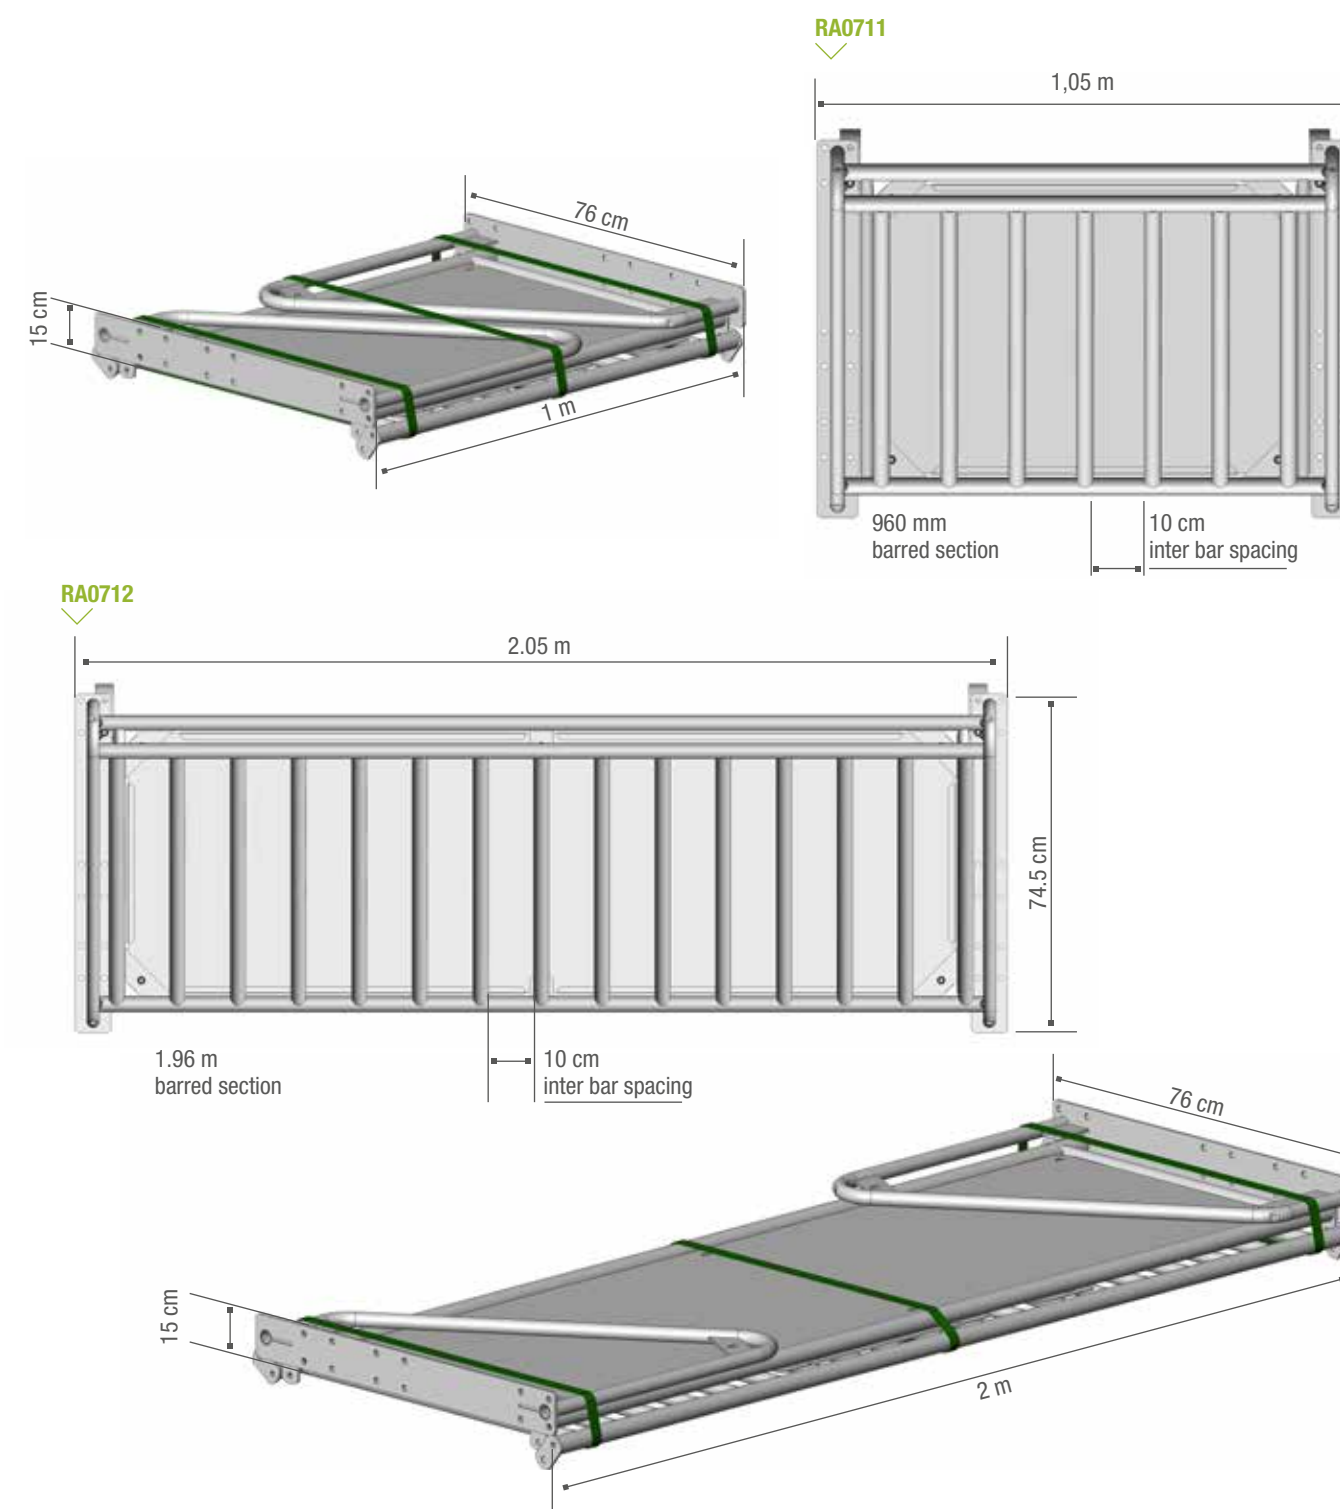 RA0711
1,05 m
76 cm
15 cm
1 m
960 mm
barred section
10 cm
inter bar spacing
RA0712
2.05 m
74.5 cm
1.96 m
barred section
10 cm
inter bar spacing
76 cm
15 cm
2 m